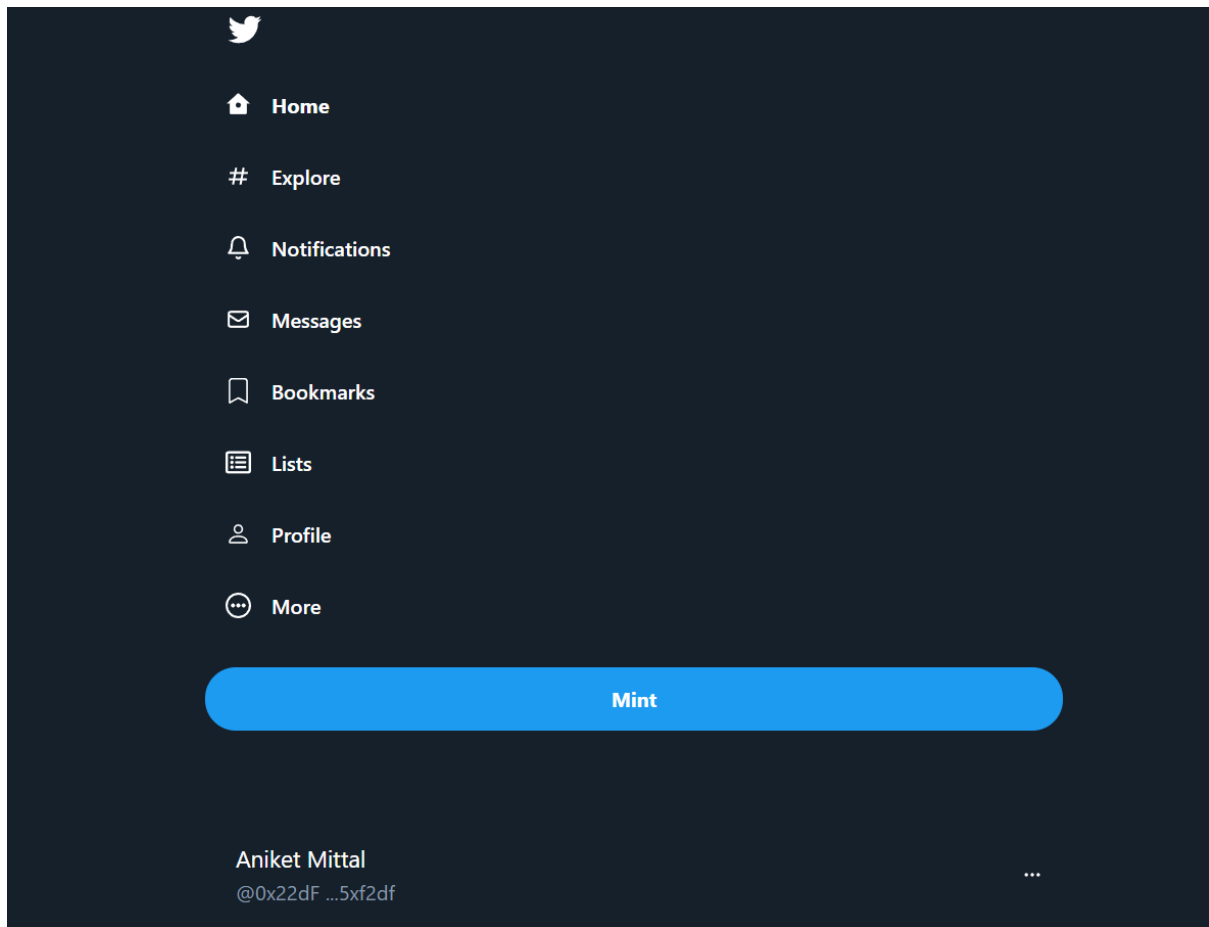 Home
Explore
Notifications
Messages
Bookmarks
Lists
Profile
More
Mint
Aniket Mittal
@0x22dF ...5xf2df